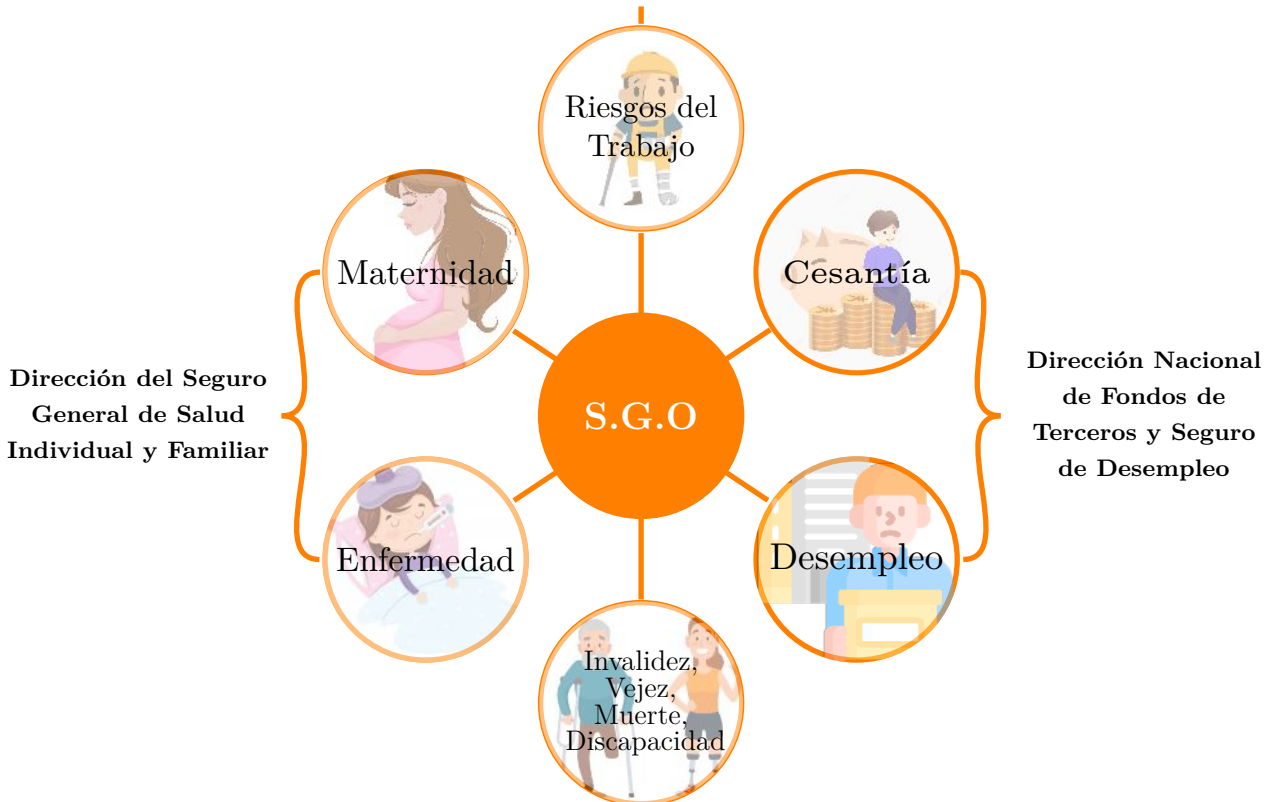 Riesgos del
Trabajo
Maternidad
Cesantía
Dirección del Seguro
General de Salud
Individual y Familiar
S.G.O
Dirección Nacional
de Fondos de
Terceros y Seguro
de Desempleo
Enfermedad
Desempleo
Invalidez,
Vejez,
Muerte,
Discapacidad